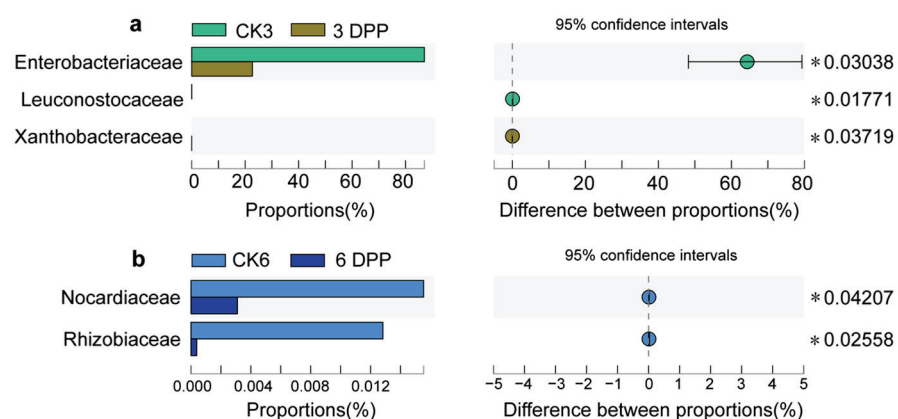 a
CK3 3 DPP
95% confidence intervals
Enterobacteriaceae
*0.03038
Leuconostocaceae
*0.01771
Xanthobacteraceae
*0.03719
0 20 40 60 80
0 20 40 60 80
Proportions(%)
Difference between proportions(%)
b
CK6 6 DPP
95% confidence intervals
Nocardiaceae
*0.04207
Rhizobiaceae
*0.02558
0.000 0.004 0.008 0.012
−5 −4 −3 −2 −1 0 1 2 3 4 5
Proportions(%)
Difference between proportions(%)